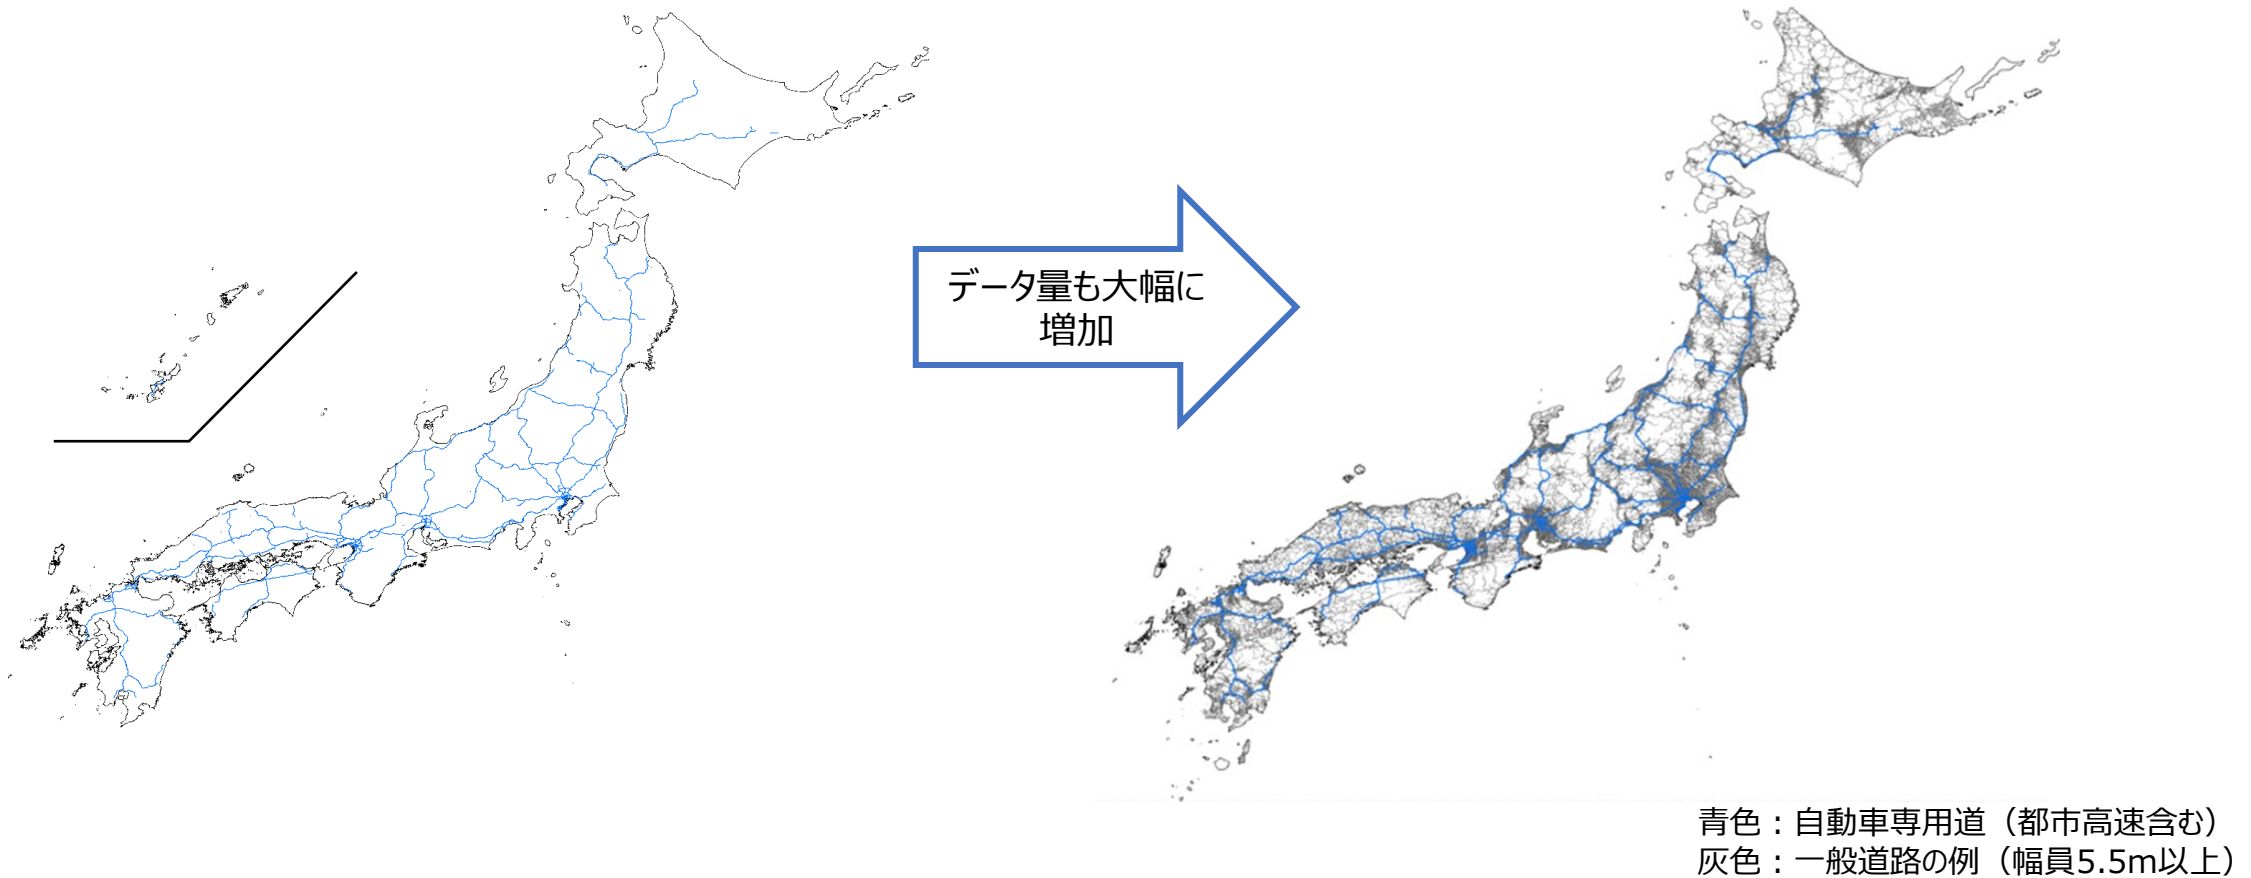 データ量も大幅に
増加
青色：自動車専用道（都市高速含む）
灰色：一般道路の例（幅員5.5m以上）